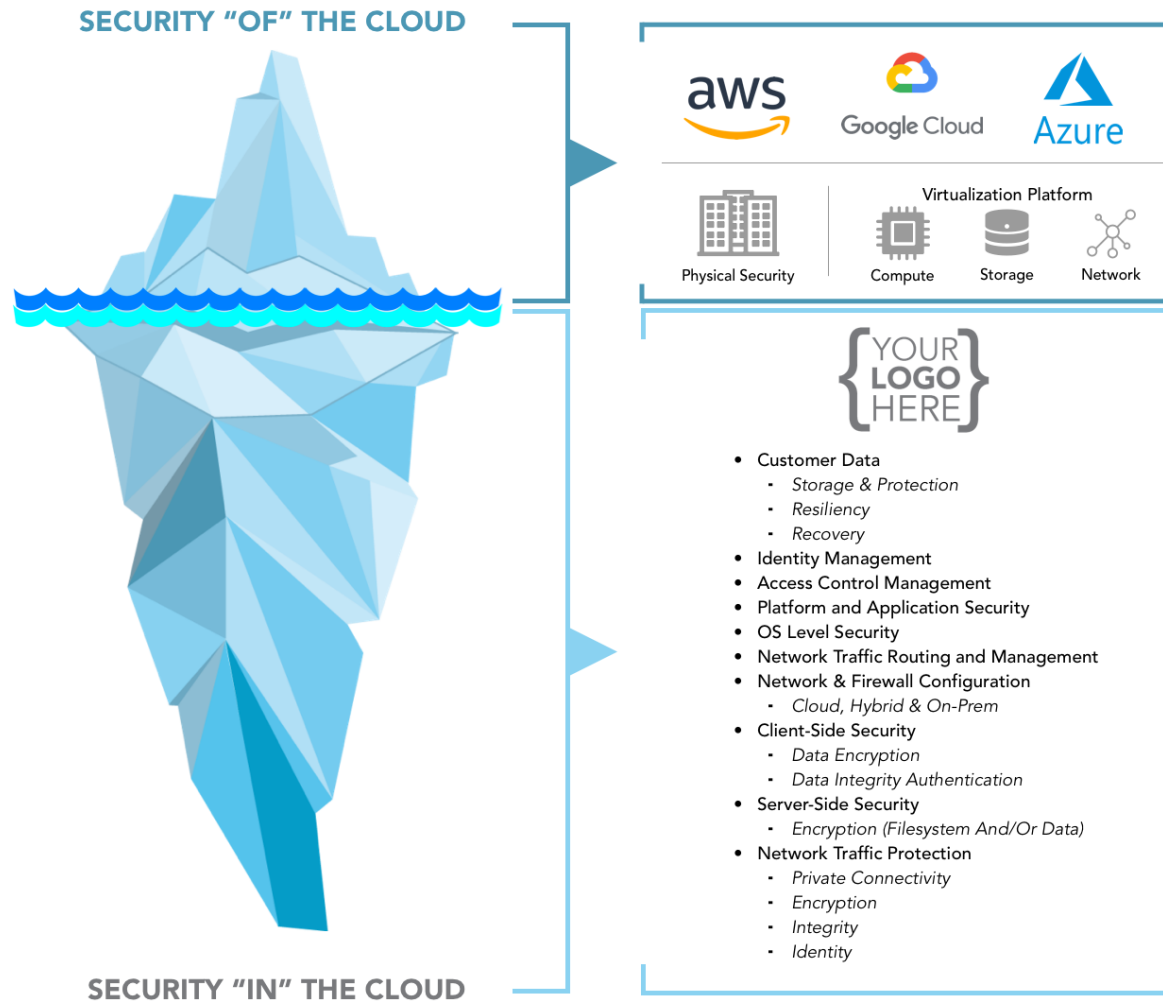 SECURITY “OF” THE CLOUD
aws
Google Cloud
Azure
Virtualization Platform
Physical Security
Compute
Storage
Network
{YOUR
LOGO
HERE}
• Customer Data
- Storage & Protection
- Resiliency
- Recovery
• Identity Management
• Access Control Management
• Platform and Application Security
• OS Level Security
• Network Traffic Routing and Management
• Network & Firewall Configuration
- Cloud, Hybrid & On-Prem
• Client-Side Security
- Data Encryption
- Data Integrity Authentication
• Server-Side Security
- Encryption (Filesystem And/Or Data)
• Network Traffic Protection
- Private Connectivity
- Encryption
- Integrity
- Identity
SECURITY “IN” THE CLOUD